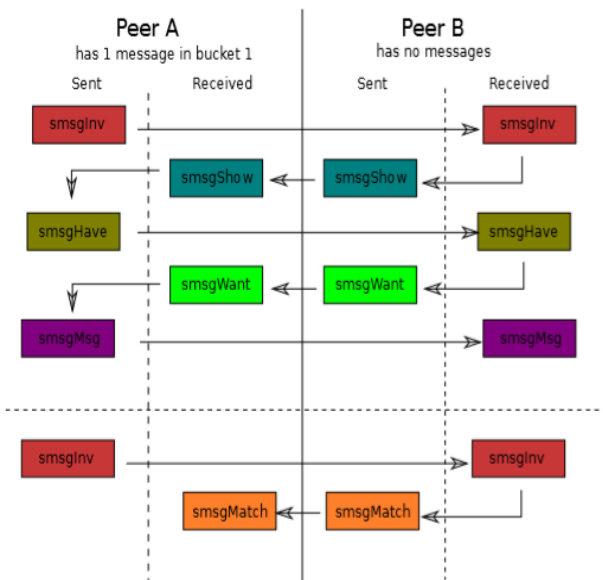 Peer A
Peer B
has 1 message in bucket 1
has no messages
Sent
Received
Sent
Received
smsgInv
smsgInv
smsgShow
smsgShow
smsgHave
smsgHave
smsgWant
smsgWant
smsgMsg
smsgMsg
smsgInv
smsgInv
smsgMatch
smsgMatch